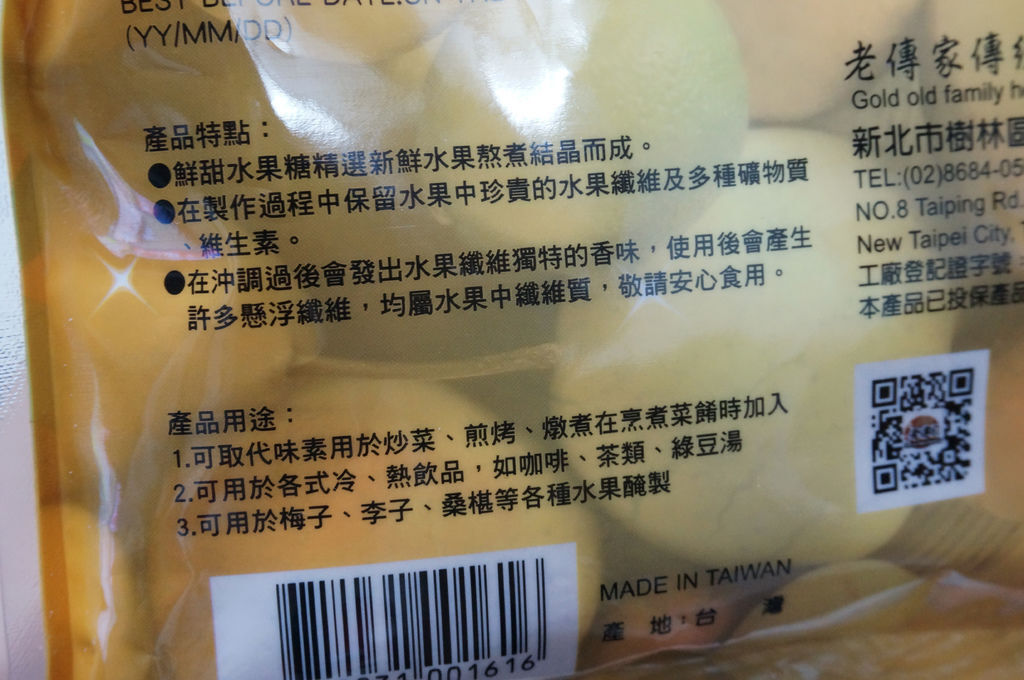 BEST BEFORE DATE:ON THE
(YY/MM/DD)
產品特點：
●鮮甜水果糖精選新鮮水果熬煮結晶而成。
●在製作過程中保留水果中珍貴的水果纖維及多種礦物質
、維生素。
●在沖調過後會發出水果纖維獨特的香味，使用後會產生
許多懸浮纖維，均屬水果中纖維質，敬請安心食用。
產品用途：
1.可取代味素用於炒菜、煎烤、燉煮在烹煮菜餚時加入
2.可用於各式冷、熱飲品，如咖啡、茶類、綠豆湯
3.可用於梅子、李子、桑椹等各種水果醃製
老傳家傳
Gold old family
新北市樹林區
TEL:(02)8684-05
NO.8 Taiping Rd.
New Taipei City,
工廠登記證字號
本產品已投保產品
MADE IN TAIWAN
產 地：台 灣
001616